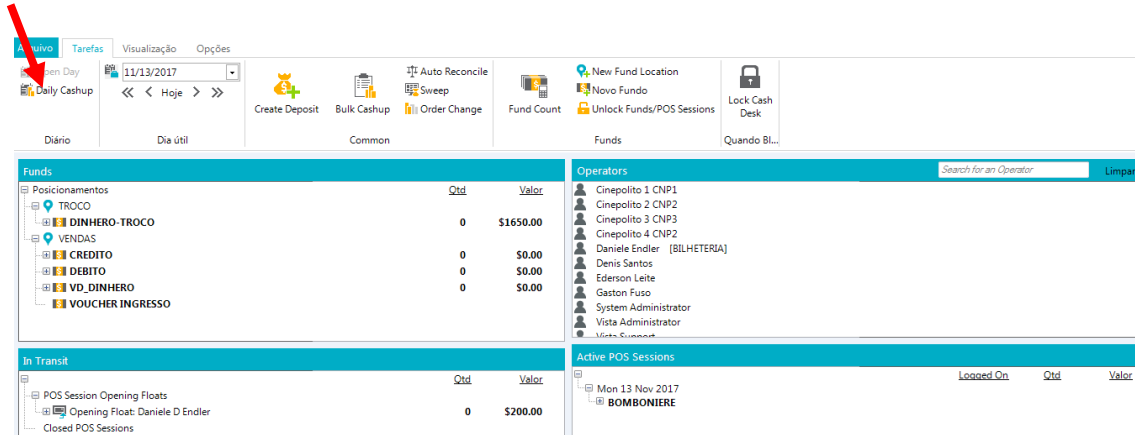 Arquivo Tarefas Visualização Opções
Open Day 11/13/2017 Auto Reconcile New Fund Location
Daily Cashup Hoje Sweep Novo Fundo
Create Deposit Bulk Cashup Order Change Fund Count Unlock Funds/POS Sessions Lock Cash Desk
Diário Dia útil Common Funds Quando Bl...
Funds
Posicionamentos Qtd Valor
TROCO
DINHERO-TROCO 0 $1650.00
VENDAS
CREDITO 0 $0.00
DEBITO 0 $0.00
VD_DINHERO 0 $0.00
VOUCHER INGRESSO
Operators Search for an Operator Limpar
Cinepolito 1 CNP1
Cinepolito 2 CNP2
Cinepolito 3 CNP3
Cinepolito 4 CNP2
Daniele Endler [BILHETERIA]
Denis Santos
Ederson Leite
Gaston Fuso
System Administrator
Vista Administrator
Vista Support
In Transit
Qtd Valor
POS Session Opening Floats
Opening Float: Daniele D Endler 0 $200.00
Closed POS Sessions
Active POS Sessions
Logged On Qtd Valor
Mon 13 Nov 2017
BOMBONIERE